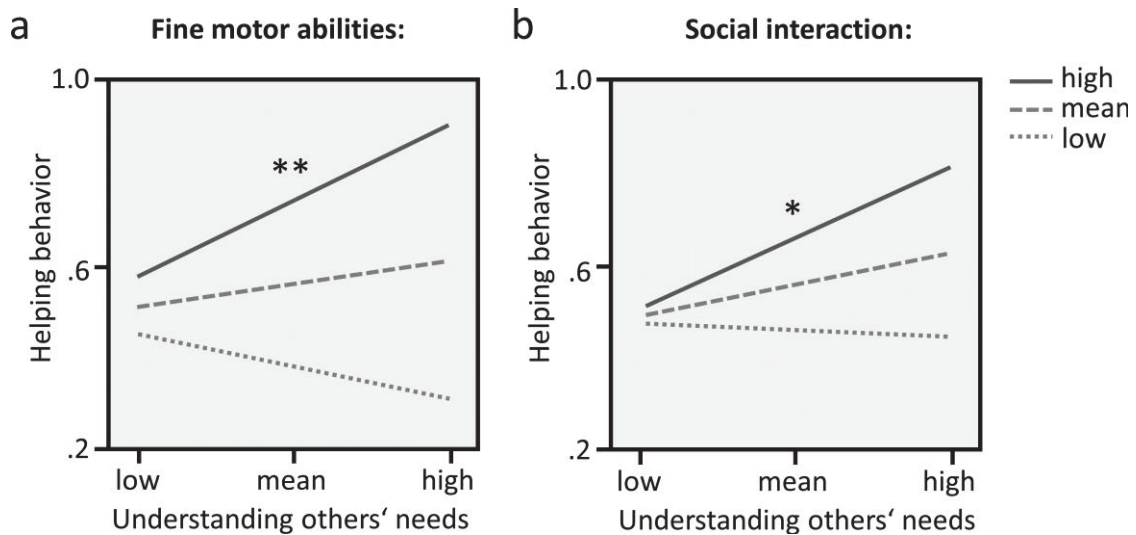 a
Fine motor abilities:
1.0
.6
.2
Helping behavior
**
low mean high
Understanding others‘ needs
b
Social interaction:
1.0
.6
.2
Helping behavior
*
low mean high
Understanding others‘ needs
high
mean
low